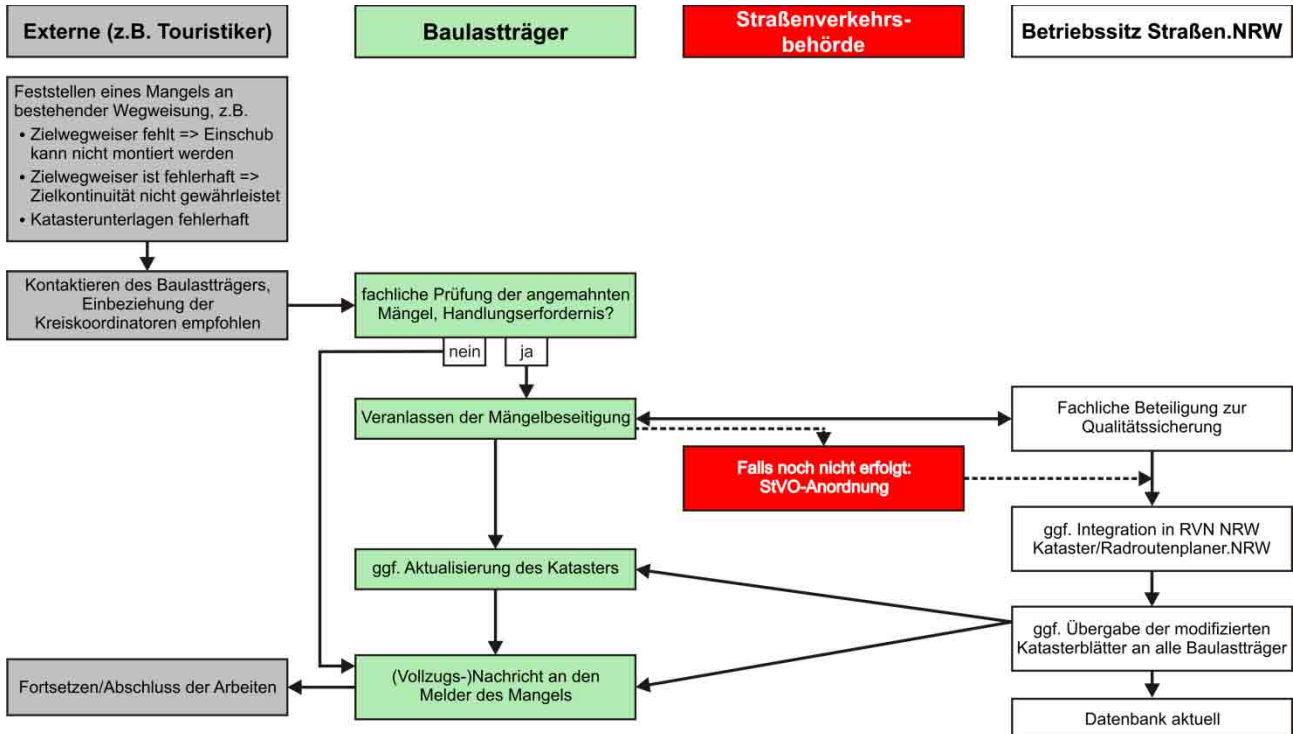 Externe (z.B. Touristiker)
Baulastträger
Straßenverkehrs-
behörde
Betriebssitz Straßen.NRW
Feststellen eines Mangels an
bestehender Wegweisung, z.B.
• Zielwegweiser fehlt => Einschub
kann nicht montiert werden
• Zielwegweiser ist fehlerhaft =>
Zielkontinuität nicht gewährleistet
• Katasterunterlagen fehlerhaft
Kontaktieren des Baulastträgers,
Einbeziehung der
Kreiskoordinatoren empfohlen
fachliche Prüfung der angemahnten
Mängel, Handlungserfordernis?
nein
ja
Veranlassen der Mängelbeseitigung
Fachliche Beteiligung zur
Qualitätssicherung
Falls noch nicht erfolgt:
StVO-Anordnung
ggf. Integration in RVN NRW
Kataster/Radroutenplaner.NRW
ggf. Aktualisierung des Katasters
ggf. Übergabe der modifizierten
Katasterblätter an alle Baulastträger
(Vollzugs-)Nachricht an den
Melder des Mangels
Fortsetzen/Abschluss der Arbeiten
Datenbank aktuell